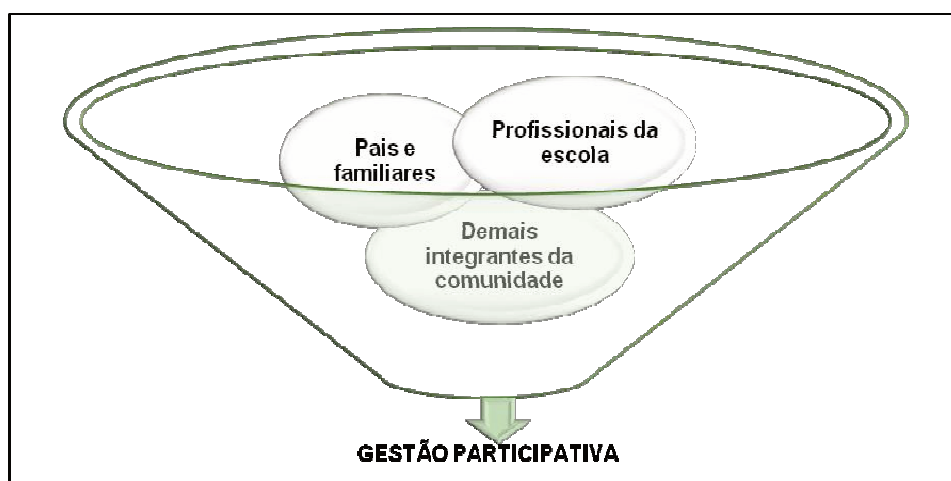 Pais e
familiares
Profissionais da
escola
Demais
integrantes da
comunidade
GESTÃO PARTICIPATIVA